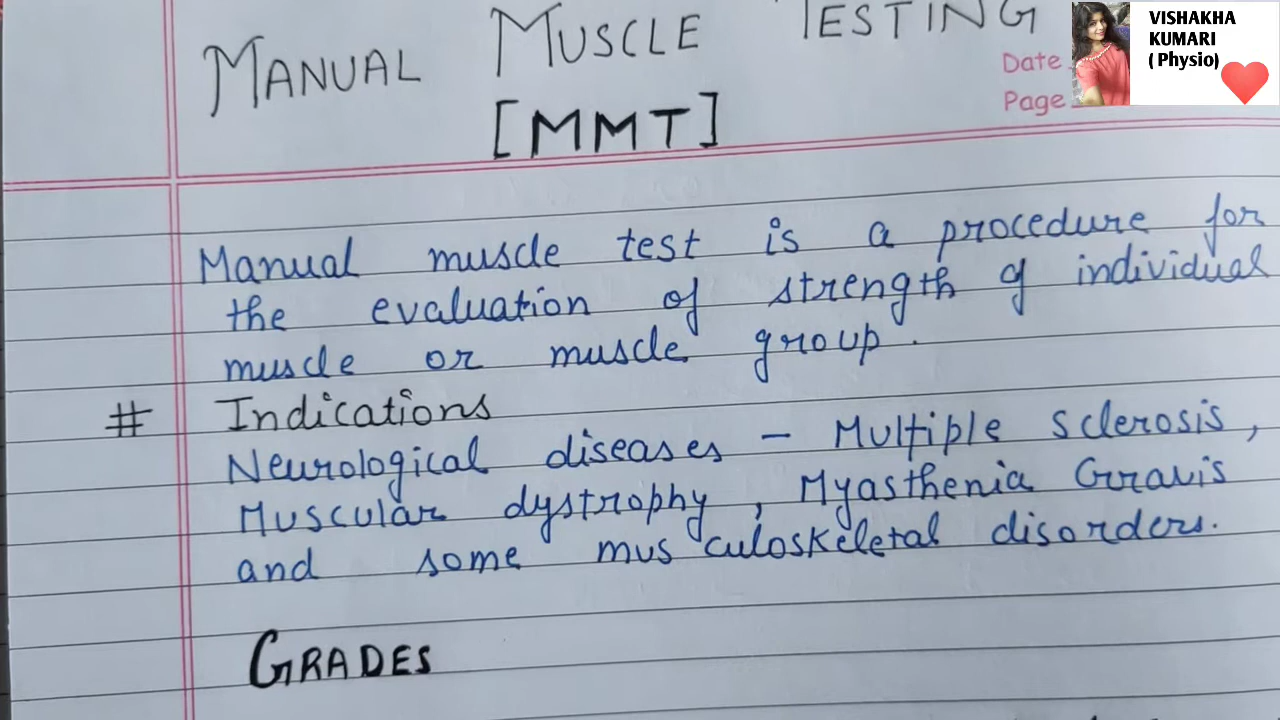 MANUAL MUSCLE TESTING
[MMT]
Date
Page
VISHAKHA
KUMARI
( Physio)
Manual muscle test is a procedure for
the evaluation of strength of individual
muscle or muscle group.
# Indications
Neurological diseases - Multiple sclerosis,
Muscular dystrophy, Myasthenia Gravis
and some musculoskeletal disorders.
GRADES